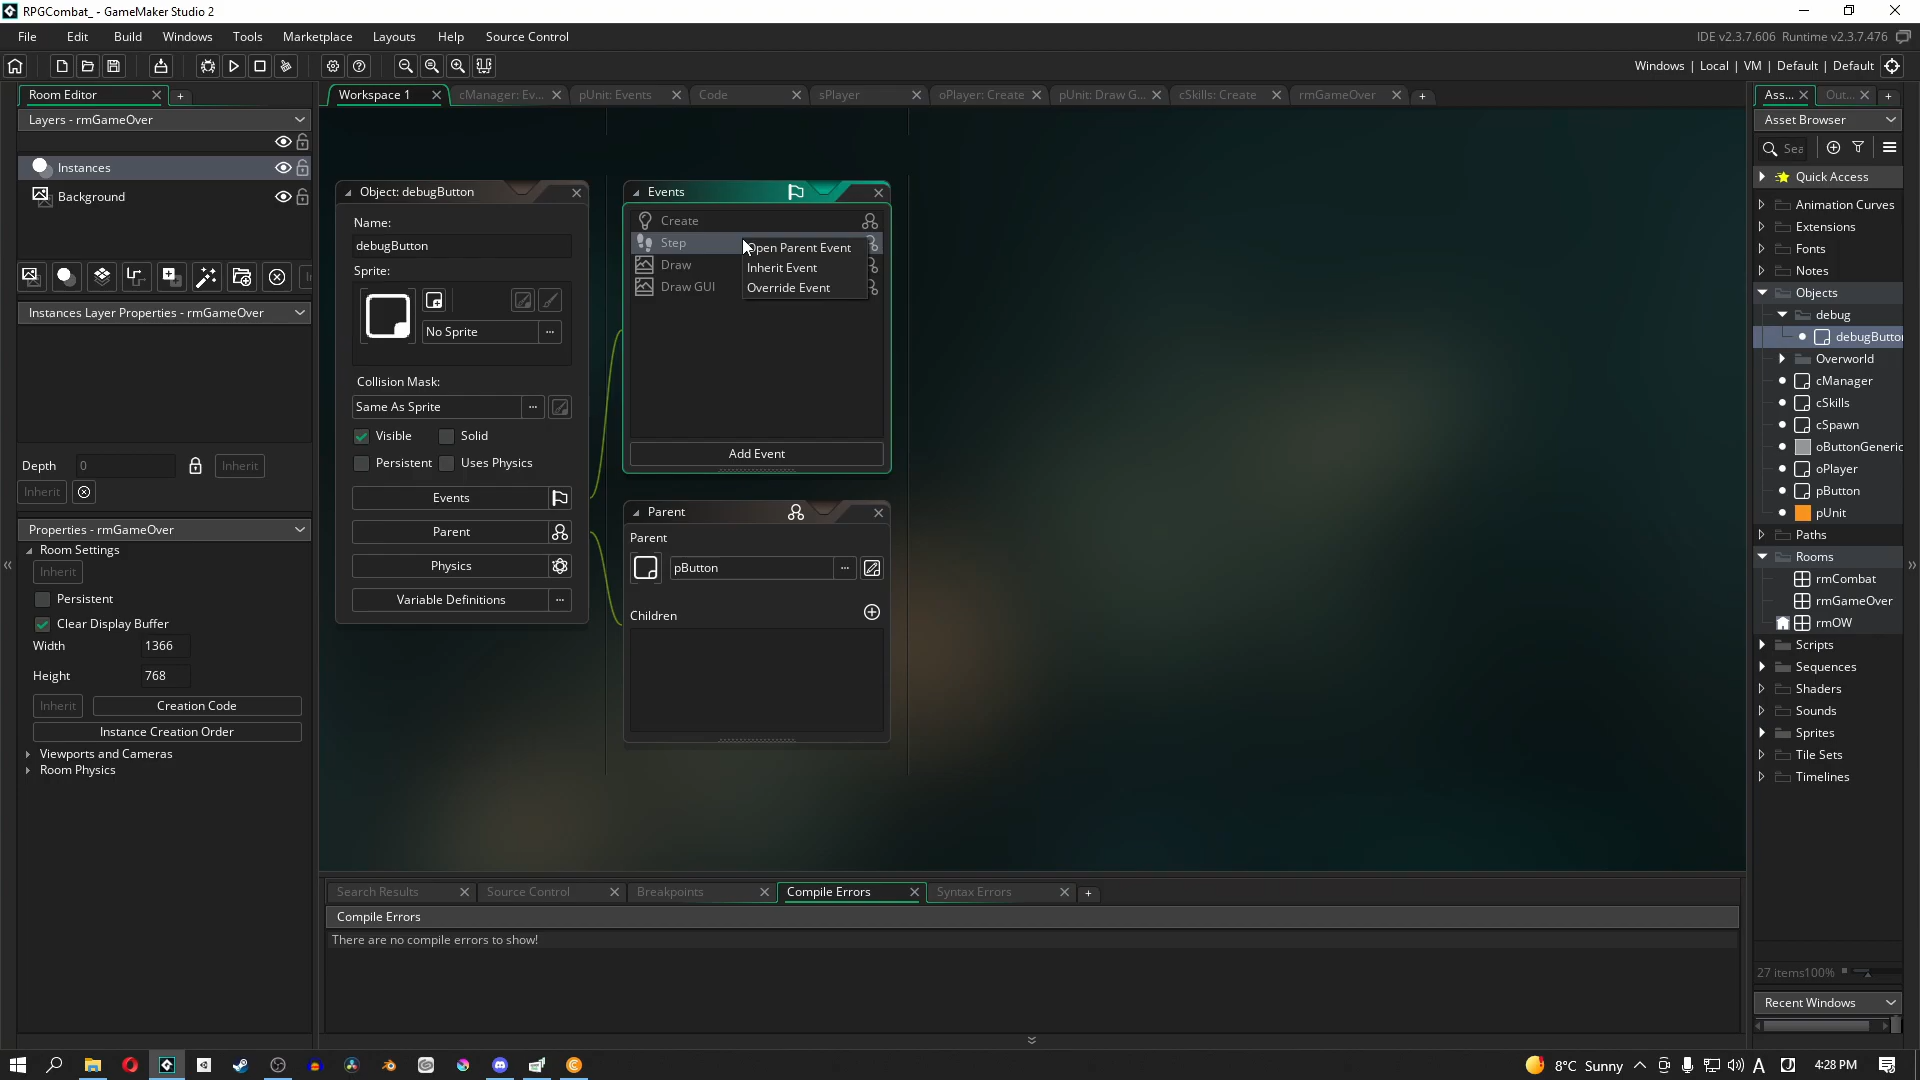 RPGCombat_ - GameMaker Studio 2
File Edit Build Windows Tools Marketplace Layouts Help Source Control
IDE v2.3.7.606 Runtime v2.3.7.476
Windows | Local | VM | Default | Default
Room Editor
Workspace 1
cManager: Ev...
pUnit: Events
Code
sPlayer
oPlayer: Create
pUnit: Draw G...
cSkills: Create
rmGameOver
Ass...
Out...
Layers - rmGameOver
Instances
Background
Instances Layer Properties - rmGameOver
Depth 0 Inherit
Inherit
Properties - rmGameOver
Room Settings
Inherit
Persistent
Clear Display Buffer
Width 1366
Height 768
Inherit Creation Code
Instance Creation Order
Viewports and Cameras
Room Physics
Object: debugButton
Name:
debugButton
Sprite:
No Sprite
Collision Mask:
Same As Sprite
Visible Solid
Persistent Uses Physics
Events
Parent
Physics
Variable Definitions
Events
Create
Step
Draw
Draw GUI
Open Parent Event
Inherit Event
Override Event
Add Event
Parent
Parent
pButton
Children
Search Results
Source Control
Breakpoints
Compile Errors
Syntax Errors
Compile Errors
There are no compile errors to show!
Asset Browser
Sea
Quick Access
Animation Curves
Extensions
Fonts
Notes
Objects
debug
debugButton
Overworld
cManager
cSkills
cSpawn
oButtonGeneric
oPlayer
pButton
pUnit
Paths
Rooms
rmCombat
rmGameOver
rmOW
Scripts
Sequences
Shaders
Sounds
Sprites
Tile Sets
Timelines
27 items 100%
Recent Windows
8°C Sunny
A
4:28 PM